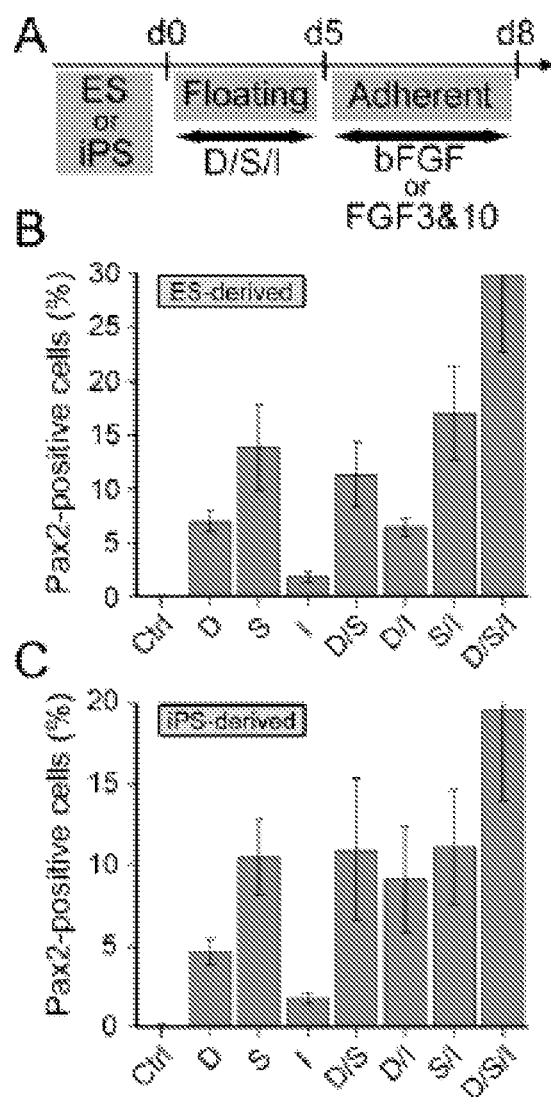 A
d0 d5 d8
ES
or
iPS
Floating
Adherent
D/S/I
bFGF
or
FGF3&10
B
Pax2-positive cells (%)
30
25
20
15
10
5
0
ES-derived
Ctrl D S I D/S D/I S/I D/S/I
C
Pax2-positive cells (%)
20
15
10
5
0
iPS-derived
Ctrl D S I D/S D/I S/I D/S/I